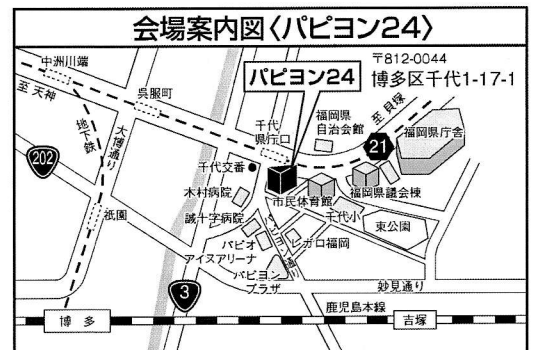 会場案内図〈パピヨン24〉
〒812-0044
博多区千代1-17-1
パピヨン24
中洲川端
至天神
地下鉄
呉服町
大博通り
千代県庁口
福岡県自治会館
至貝塚
21
福岡県庁舎
202
千代交番
木村病院
市民体育館
福岡県議会棟
祇園
誠十字病院
千代小
東公園
パピオアイスアリーナ
パピヨン通り
ガロ福岡
パピヨンプラザ
3
妙見通り
鹿児島本線
博多
吉塚